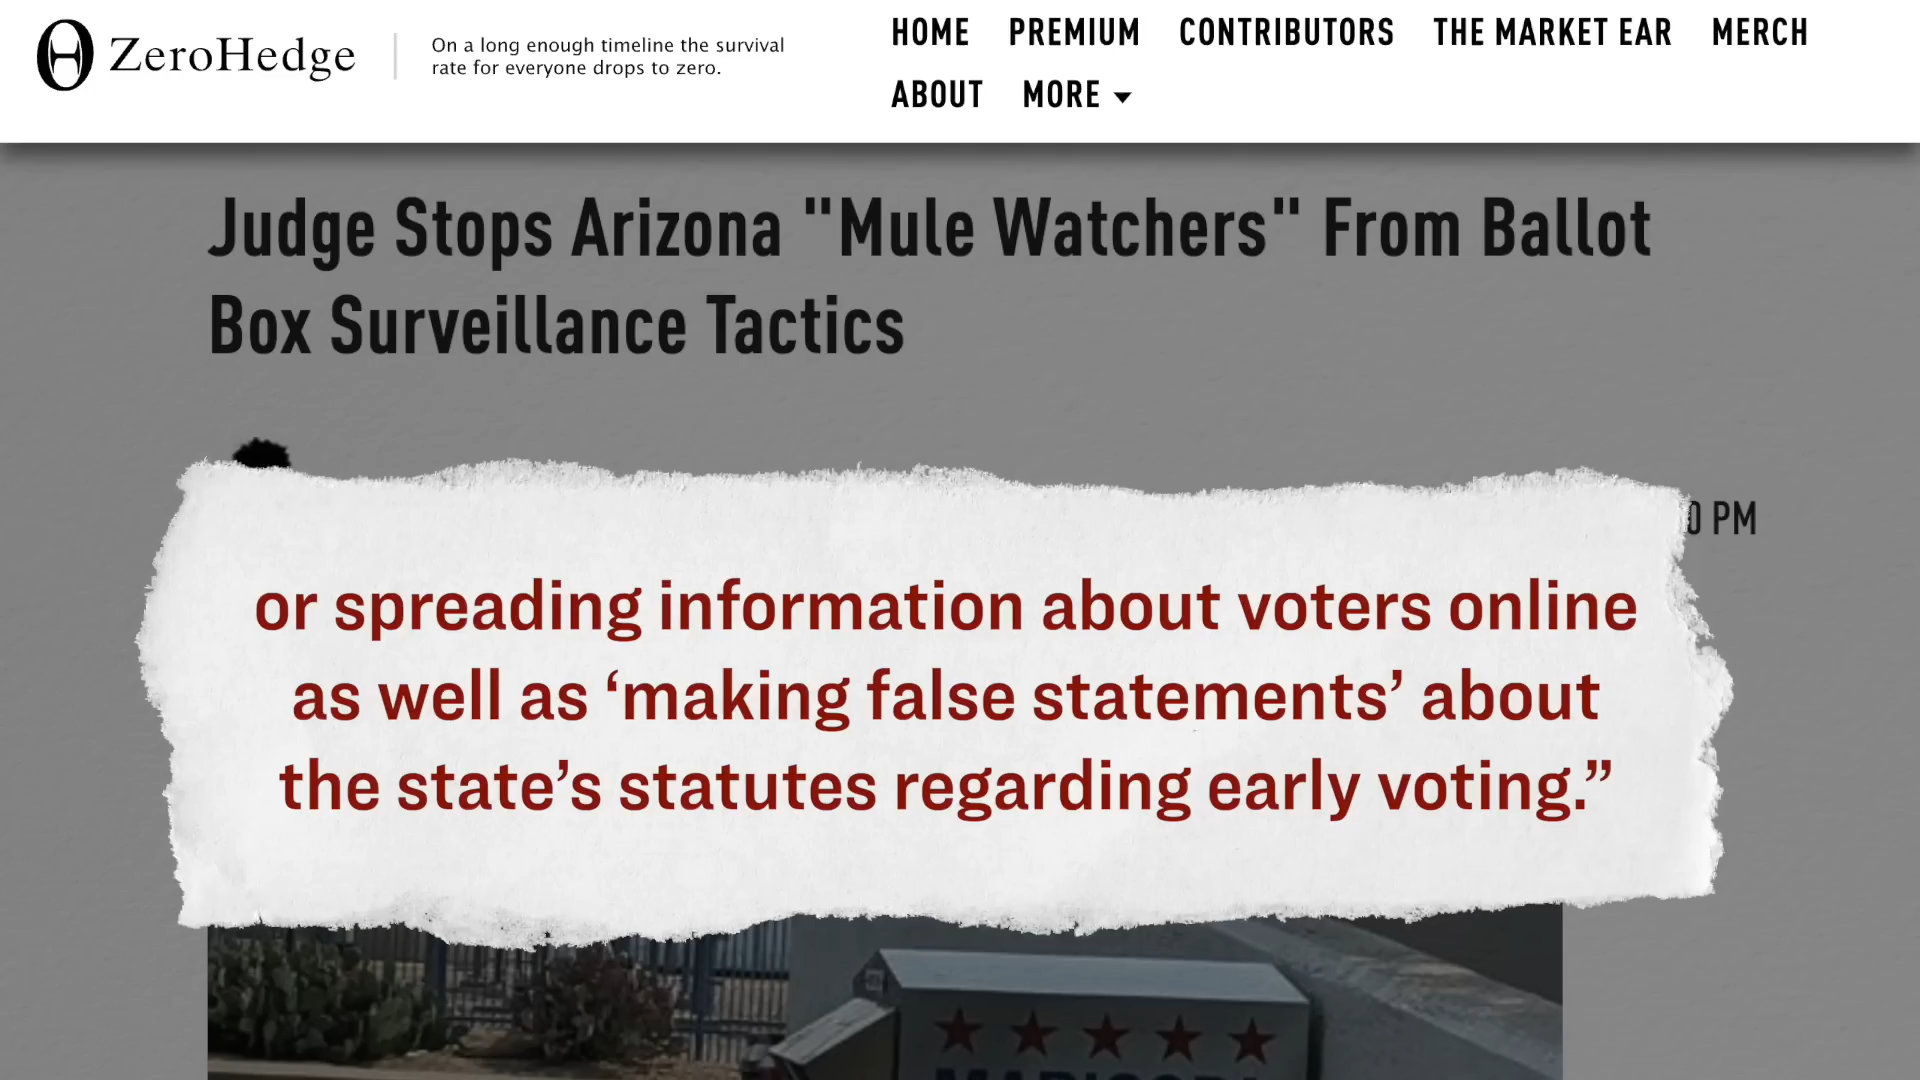 ZeroHedge
On a long enough timeline the survival
rate for everyone drops to zero.
HOME PREMIUM CONTRIBUTORS THE MARKET EAR MERCH
ABOUT MORE
Judge Stops Arizona "Mule Watchers" From Ballot
Box Surveillance Tactics
0 PM
or spreading information about voters online
as well as ‘making false statements’ about
the state’s statutes regarding early voting.”